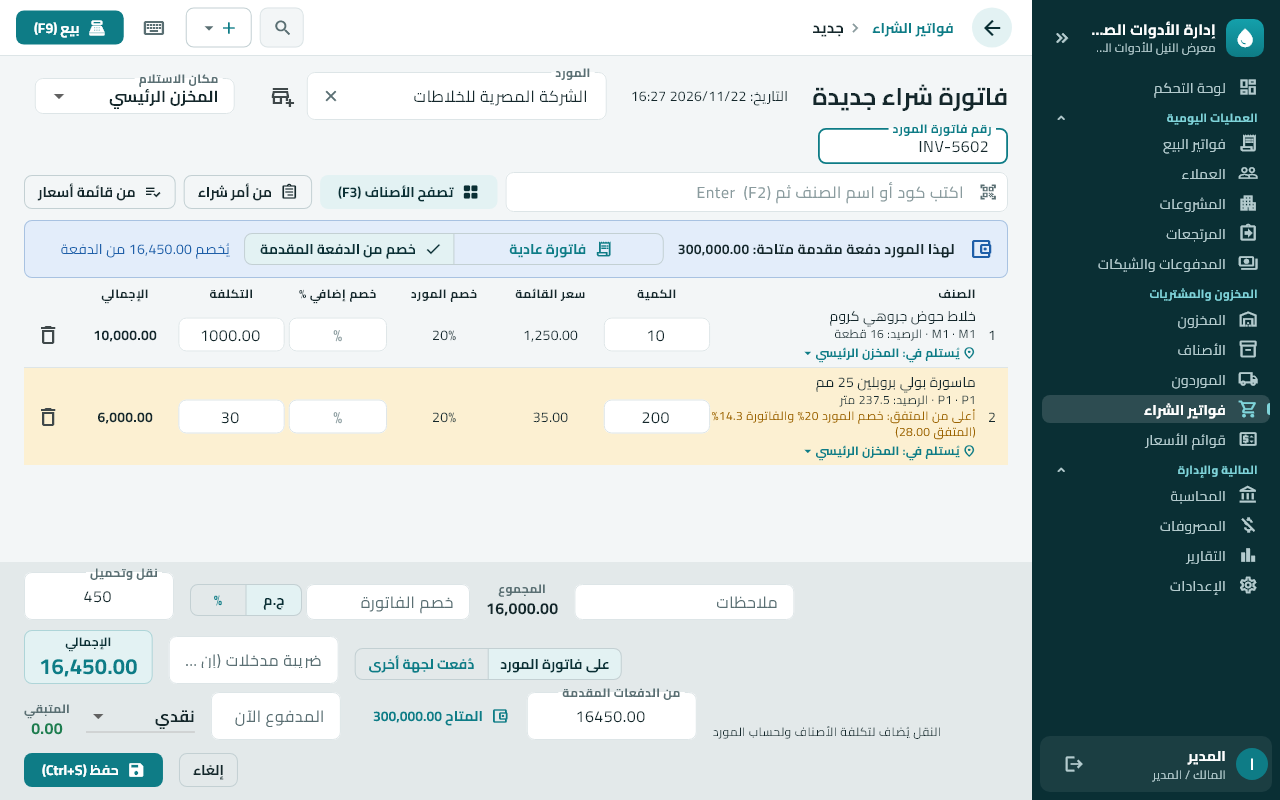 إدارة الأدوات الصـ...
معرض النيل للأدوات الـ...
لوحة التحكم
العمليات اليومية
فواتير البيع
العملاء
المشروعات
المرتجعات
المدفوعات والشيكات
المخزون والمشتريات
المخزون
الأصناف
الموردون
فواتير الشراء
قوائم الأسعار
المالية والإدارة
المحاسبة
المصروفات
التقارير
الإعدادات
ا
المدير
المالك / المدير
فواتير الشراء
جديد
بيع (F9)
فاتورة شراء جديدة
التاريخ: 2026/11/22 16:27
المورد
الشركة المصرية للخلاطات
مكان الاستلام
المخزن الرئيسي
رقم فاتورة المورد
INV-5602
اكتب كود أو اسم الصنف ثم Enter (F2)
تصفح الأصناف (F3)
من أمر شراء
من قائمة أسعار
لهذا المورد دفعة مقدمة متاحة: 300,000.00
فاتورة عادية
خصم من الدفعة المقدمة
يُخصم 16,450.00 من الدفعة
الصنف الكمية سعر القائمة خصم المورد خصم إضافي % التكلفة الإجمالي
1 خلاط حوض جروهي كروم
M1 · M1 · الرصيد: 16 قطعة
يُستلم في: المخزن الرئيسي
10 1,250.00 20% % 1000.00 10,000.00
2 ماسورة بولي بروبلين 25 مم
P1 · P1 · الرصيد: 237.5 متر
أعلى من المتفق: خصم المورد 20% والفاتورة 14.3%
(المتفق 28.00)
يُستلم في: المخزن الرئيسي
200 35.00 20% % 30 6,000.00
ملاحظات
المجموع
16,000.00
خصم الفاتورة
ج.م
%
نقل وتحميل
450
على فاتورة المورد
دُفعت لجهة أخرى
ضريبة مدخلات (إن ...
الإجمالي
16,450.00
النقل يُضاف لتكلفة الأصناف ولحساب المورد
من الدفعات المقدمة
16450.00
المتاح 300,000.00
المدفوع الآن
نقدي
المتبقي
0.00
إلغاء
حفظ (Ctrl+S)